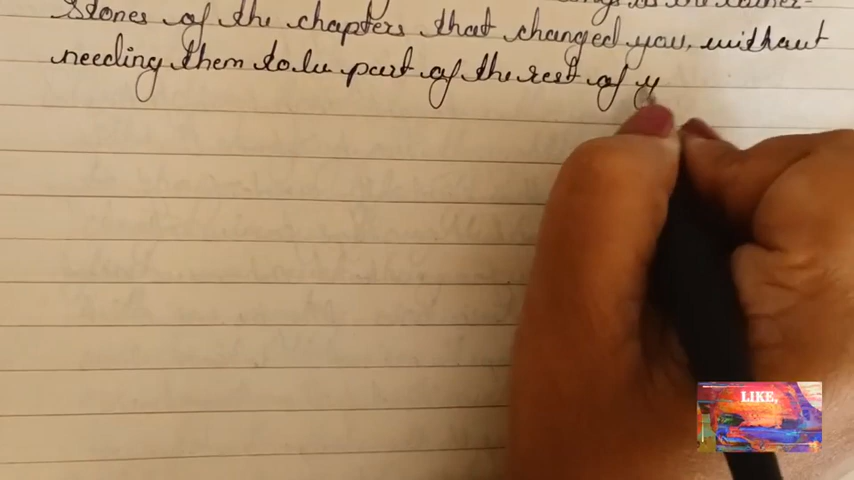 Stones of the chapters that changed you, without
needing them to be part of the rest of y
LIKE,